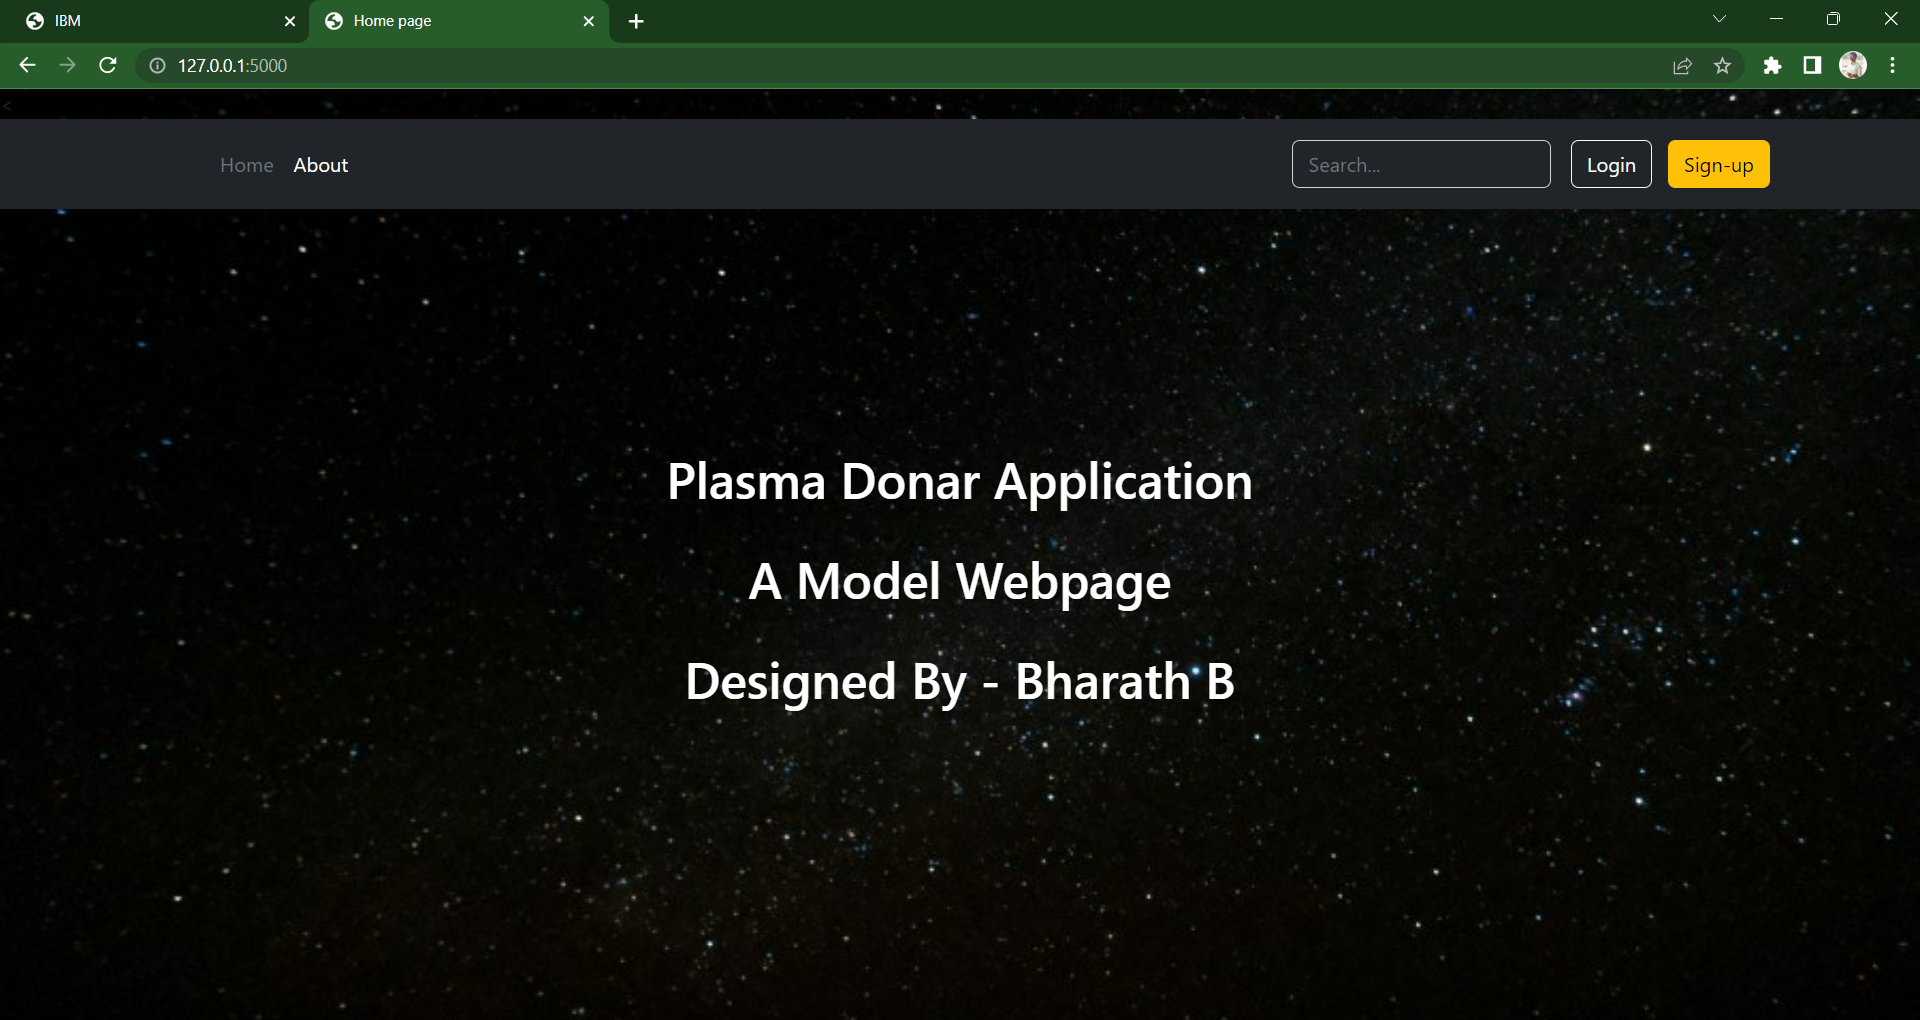 IBM
Home page
127.0.0.1:5000
<
Home About Search... Login Sign-up
Plasma Donar Application
A Model Webpage
Designed By - Bharath B